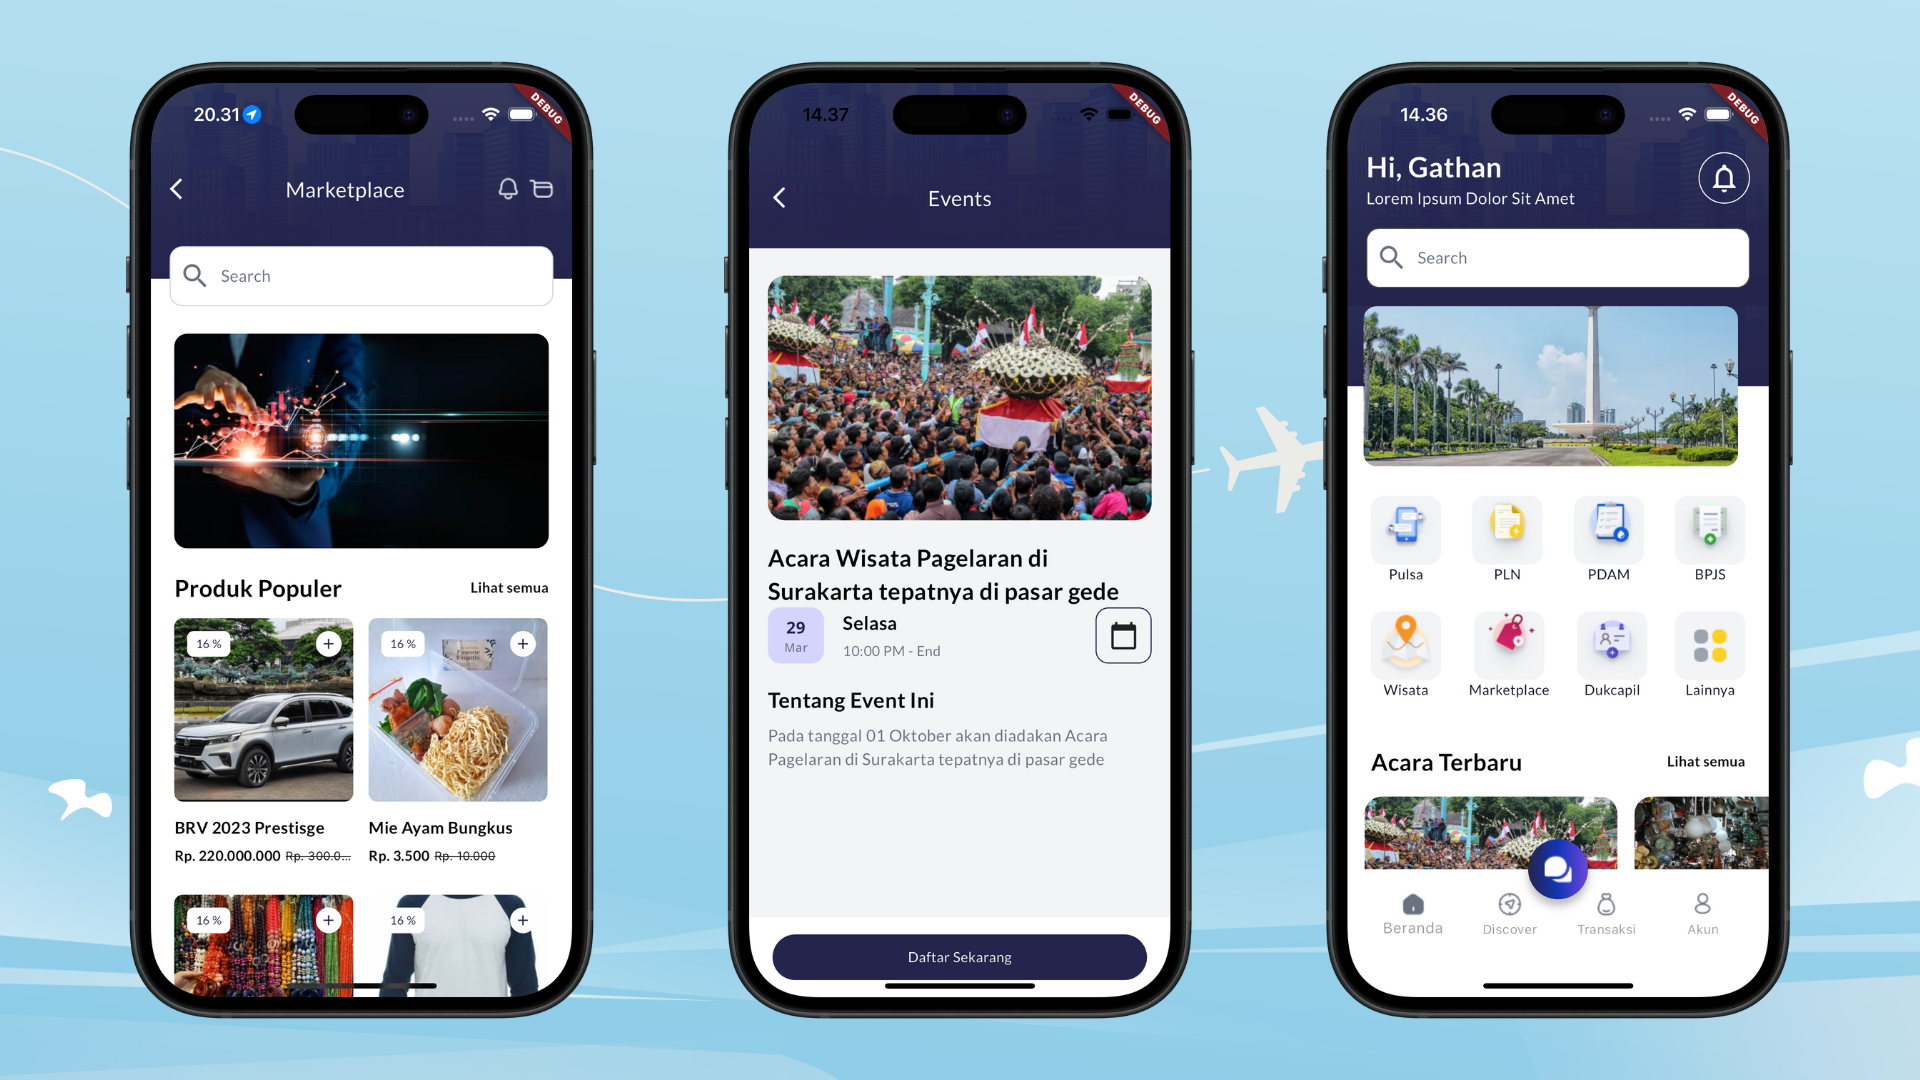 20.31
DEBUG
Marketplace
Search
Produk Populer
Lihat semua
16 %
16 %
BRV 2023 Prestisge
Rp. 220.000.000 Rp. 300.0...
Mie Ayam Bungkus
Rp. 3.500 Rp. 10.000
16 %
16 %
14.37
DEBUG
Events
Acara Wisata Pagelaran di
Surakarta tepatnya di pasar gede
29
Mar
Selasa
10:00 PM - End
Tentang Event Ini
Pada tanggal 01 Oktober akan diadakan Acara
Pagelaran di Surakarta tepatnya di pasar gede
Daftar Sekarang
14.36
DEBUG
Hi, Gathan
Lorem Ipsum Dolor Sit Amet
Search
Pulsa
PLN
PDAM
BPJS
Wisata
Marketplace
Dukcapil
Lainnya
Acara Terbaru
Lihat semua
Beranda
Discover
Transaksi
Akun